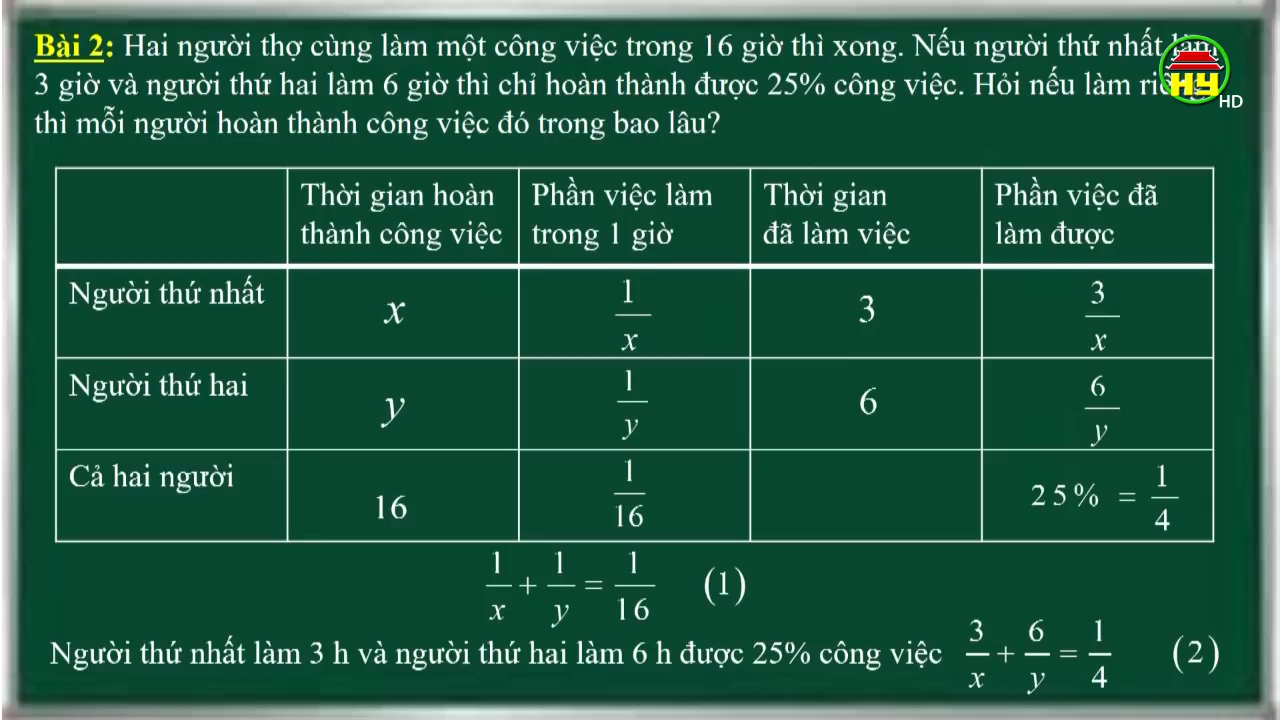 Bài 2: Hai người thợ cùng làm một công việc trong 16 giờ thì xong. Nếu người thứ nhất làm
3 giờ và người thứ hai làm 6 giờ thì chỉ hoàn thành được 25% công việc. Hỏi nếu làm riêng
thì mỗi người hoàn thành công việc đó trong bao lâu?
HY HD
Thời gian hoàn thành công việc | Phần việc làm trong 1 giờ | Thời gian đã làm việc | Phần việc đã làm được
Người thứ nhất | x | 1/x | 3 | 3/x
Người thứ hai | y | 1/y | 6 | 6/y
Cả hai người | 16 | 1/16 | | 25% = 1/4
1/x + 1/y = 1/16 (1)
Người thứ nhất làm 3 h và người thứ hai làm 6 h được 25% công việc 3/x + 6/y = 1/4 (2)